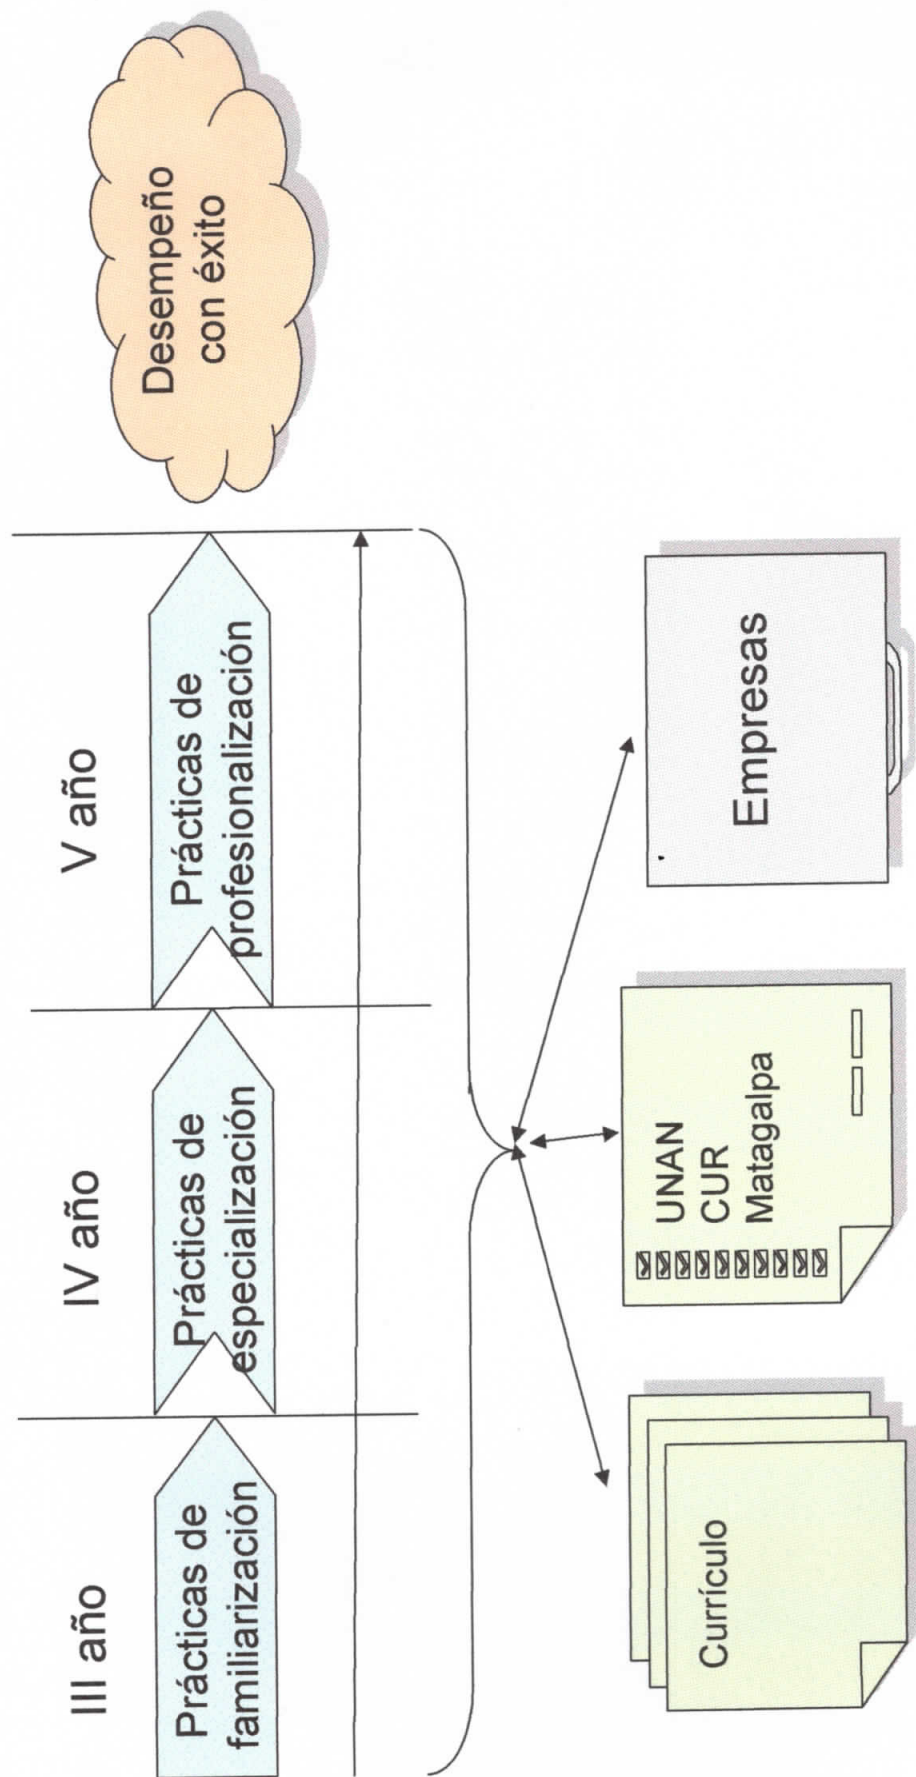 III año
IV año
V año
Prácticas de
familiarización
Prácticas de
especialización
Prácticas de
profesionalización
Desempeño
con éxito
Currículo
UNAN
CUR
Matagalpa
Empresas